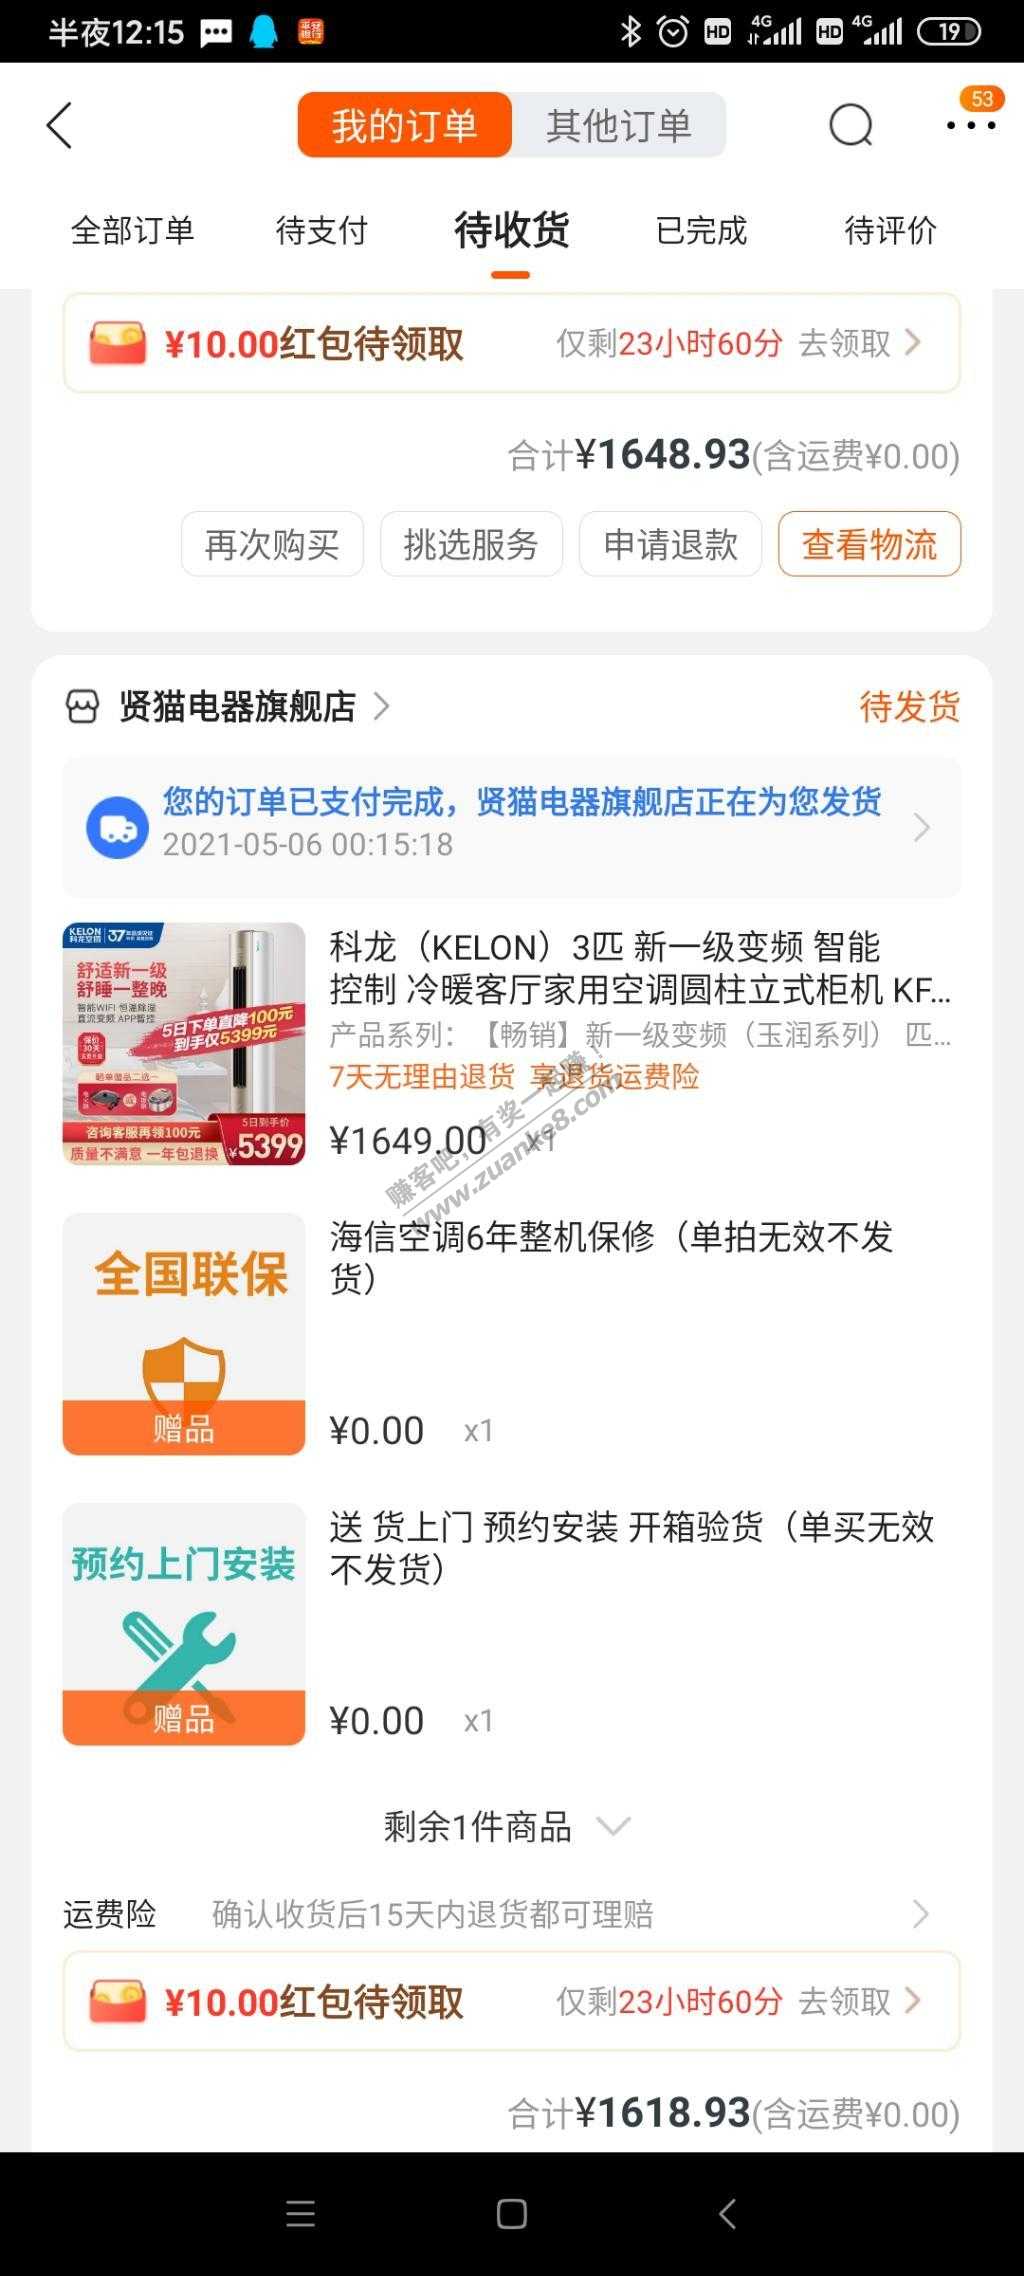 半夜12:15
HD 4G HD 4G 19
我的订单 其他订单
53
全部订单 待支付 待收货 已完成 待评价
¥10.00红包待领取 仅剩23小时60分 去领取
合计¥1648.93(含运费¥0.00)
再次购买 挑选服务 申请退款 查看物流
贤猫电器旗舰店 待发货
您的订单已支付完成，贤猫电器旗舰店正在为您发货
2021-05-06 00:15:18
KELON
科龙空调 37
舒适新一级
舒睡一整晚
智能WIFI 恒温除湿
直流变频 APP智控
5日下单直降100元
到手仅5399元
保价
30天
晒单赠品二选一
咨询客服再领100元
质量不满意 一年包退换
5日到手价
¥5399
科龙（KELON）3匹 新一级变频 智能
控制 冷暖客厅家用空调圆柱立式柜机 KF...
产品系列：【畅销】新一级变频（玉润系列） 匹...
7天无理由退货 享退货运费险
¥1649.00 x1
赚客吧，有奖一起赚！
www.zuanke8.com
全国联保
赠品
海信空调6年整机保修（单拍无效不发
货）
¥0.00 x1
预约上门安装
赠品
送 货上门 预约安装 开箱验货（单买无效
不发货）
¥0.00 x1
剩余1件商品
运费险 确认收货后15天内退货都可理赔
¥10.00红包待领取 仅剩23小时60分 去领取
合计¥1618.93(含运费¥0.00)